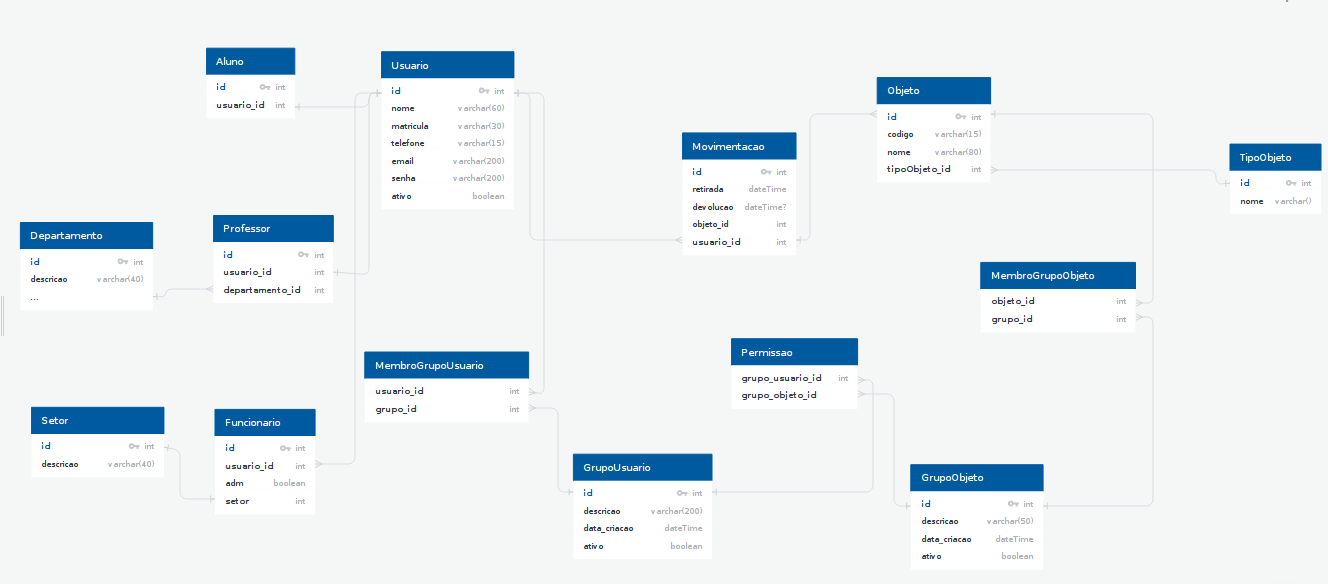 Aluno
id int
usuario_id int
Usuario
id int
nome varchar(60)
matricula varchar(30)
telefone varchar(15)
email varchar(200)
senha varchar(200)
ativo boolean
Objeto
id int
codigo varchar(15)
nome varchar(80)
tipoObjeto_id int
Movimentacao
id int
retirada dateTime
devolucao dateTime?
objeto_id int
usuario_id int
TipoObjeto
id int
nome varchar()
Departamento
id int
descricao varchar(40)
...
Professor
id int
usuario_id int
departamento_id int
MembroGrupoObjeto
objeto_id int
grupo_id int
MembroGrupoUsuario
usuario_id int
grupo_id int
Permissao
grupo_usuario_id int
grupo_objeto_id
Setor
id int
descricao varchar(40)
Funcionario
id int
usuario_id int
adm boolean
setor int
GrupoUsuario
id int
descricao varchar(200)
data_criacao dateTime
ativo boolean
GrupoObjeto
id int
descricao varchar(50)
data_criacao dateTime
ativo boolean